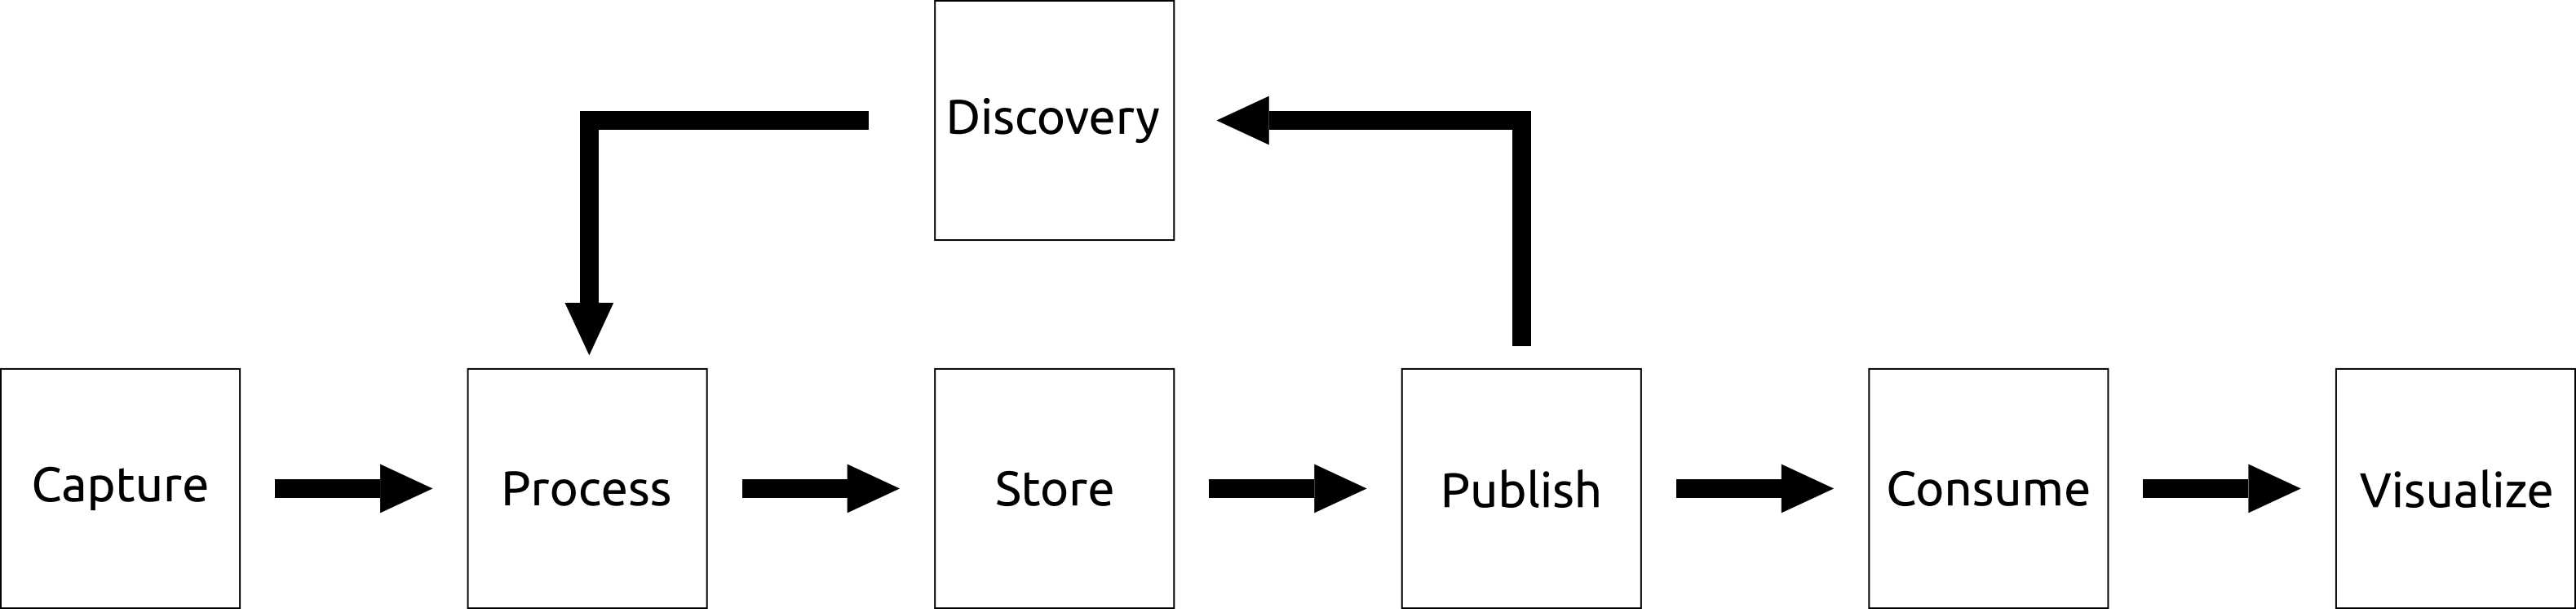 Discovery
Capture
Process
Store
Publish
Consume
Visualize